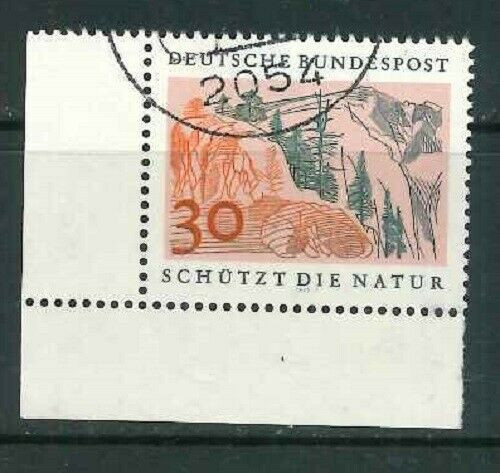 DEUTSCHE BUNDESPOST
2054
30
SCHÜTZT DIE NATUR